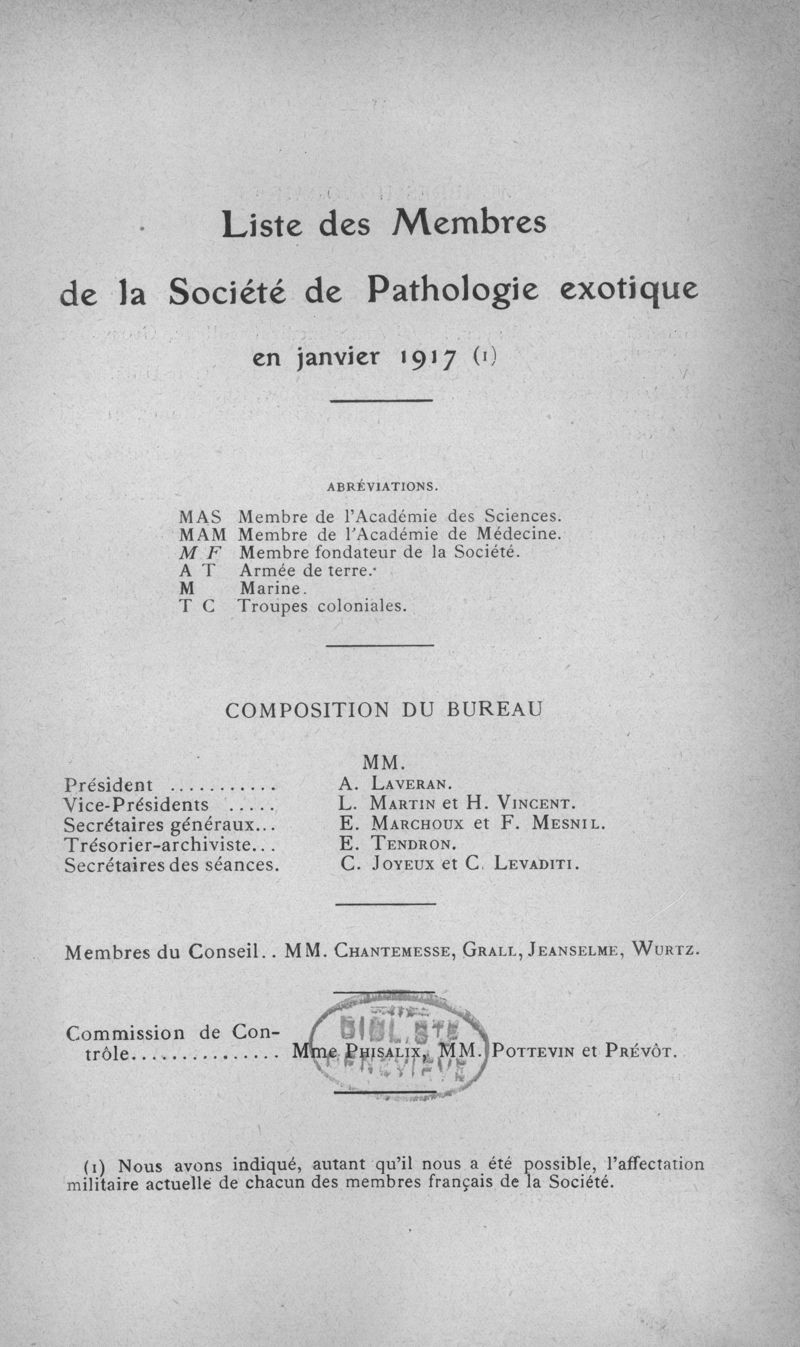 Liste des Membres
de la Société de Pathologie exotique
en janvier 1917 (1)
ABRÉVIATIONS.
MAS Membre de l'Académie des Sciences.
MAM Membre de l'Académie de Médecine.
M F Membre fondateur de la Société.
A T Armée de terre.
M Marine.
T C Troupes coloniales.
COMPOSITION DU BUREAU
MM.
Président ........... A. LAVERAN.
Vice-Présidents ..... L. MARTIN et H. VINCENT.
Secrétaires généraux... E. MARCHOUX et F. MESNIL.
Trésorier-archiviste... E. TENDRON.
Secrétaires des séances. C. JOYEUX et C. LEVADITI.
Membres du Conseil.. MM. CHANTEMESSE, GRALL, JEANSELME, WURTZ.
Commission de Con-
trôle............... Mme PHISALIX, MM. POTTEVIN et PRÉVÔT.
(1) Nous avons indiqué, autant qu'il nous a été possible, l'affectation
militaire actuelle de chacun des membres français de la Société.